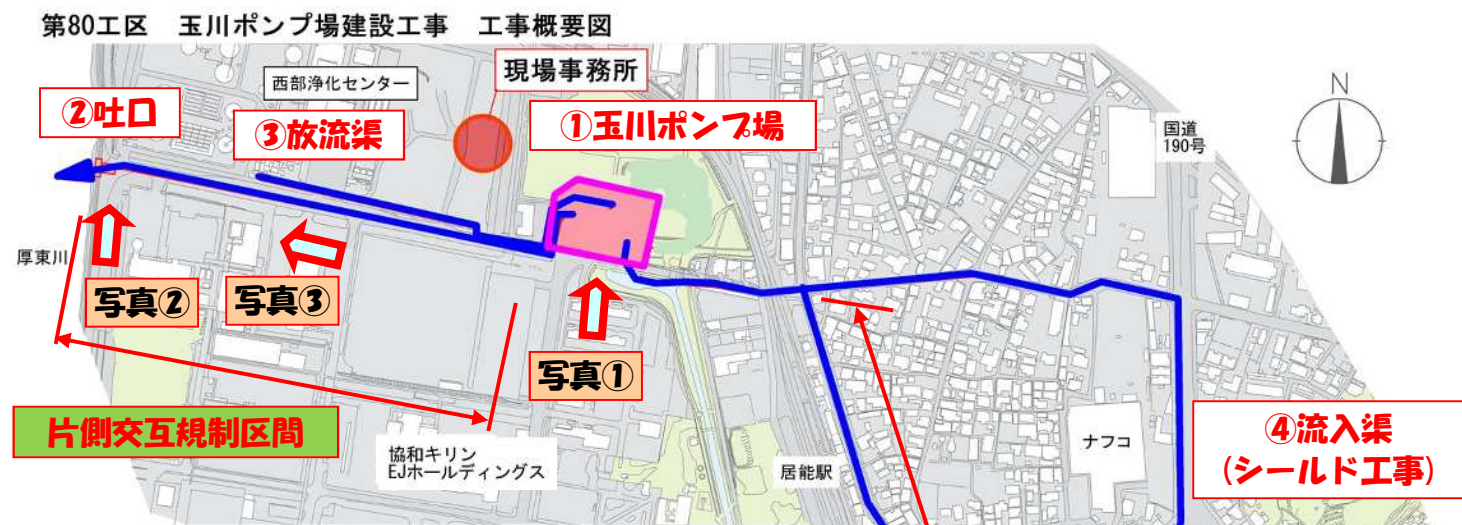 第80工区 玉川ポンプ場建設工事 工事概要図
西部浄化センター
現場事務所
②吐口
③放流渠
①玉川ポンプ場
国道
190号
N
厚東川
写真②
写真③
写真①
片側交互規制区間
協和キリン
EJホールディングス
居能駅
ナフコ
④流入渠
(シールド工事)